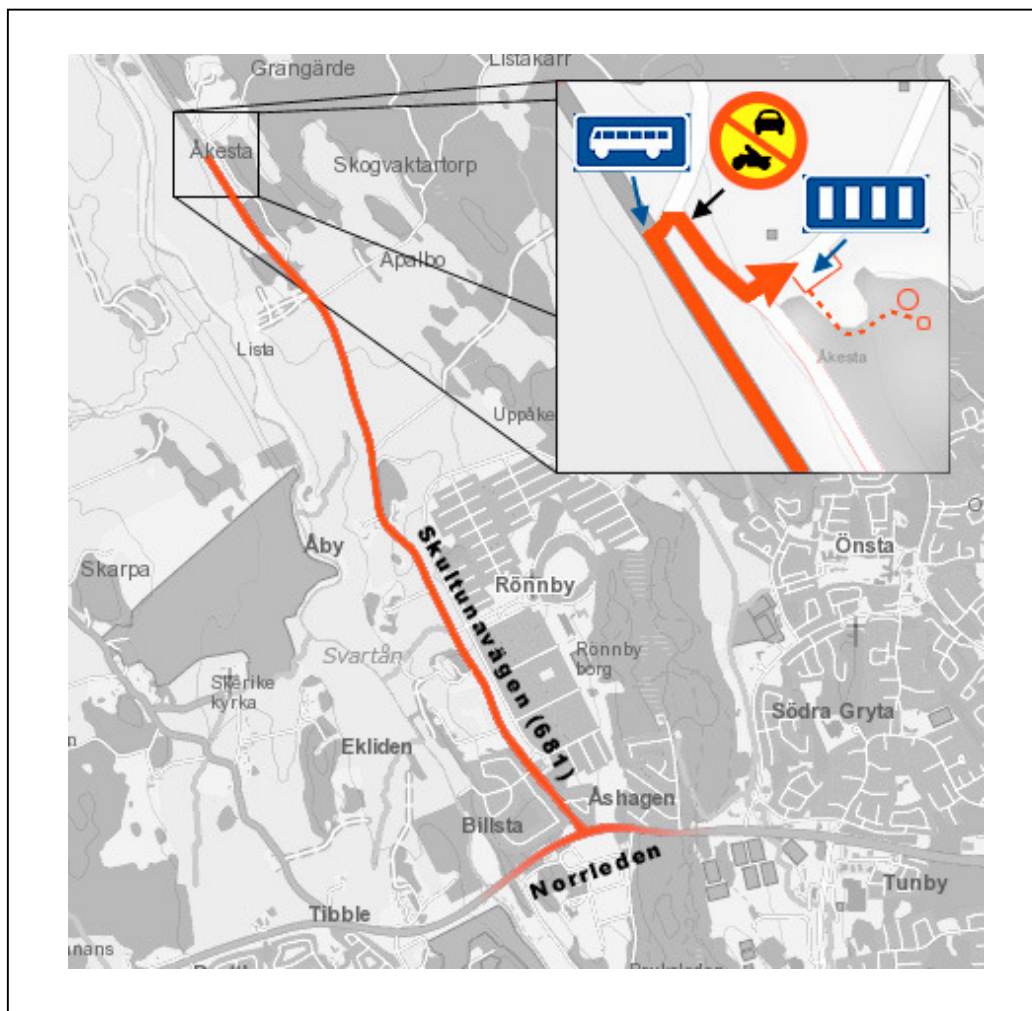 Grangärde
Listakärr
Åkesta
Skogvaktartorp
Apalbo
Åkesta
Lista
Uppåke
Skarpa
Åby
Önsta
Rönnby
Skultunavägen (681)
Svartån
Rönnby
borg
Skerike
kyrka
Södra Gryta
Ekliden
Åshagen
Billsta
Norrleden
Tunby
Tibble
nnans